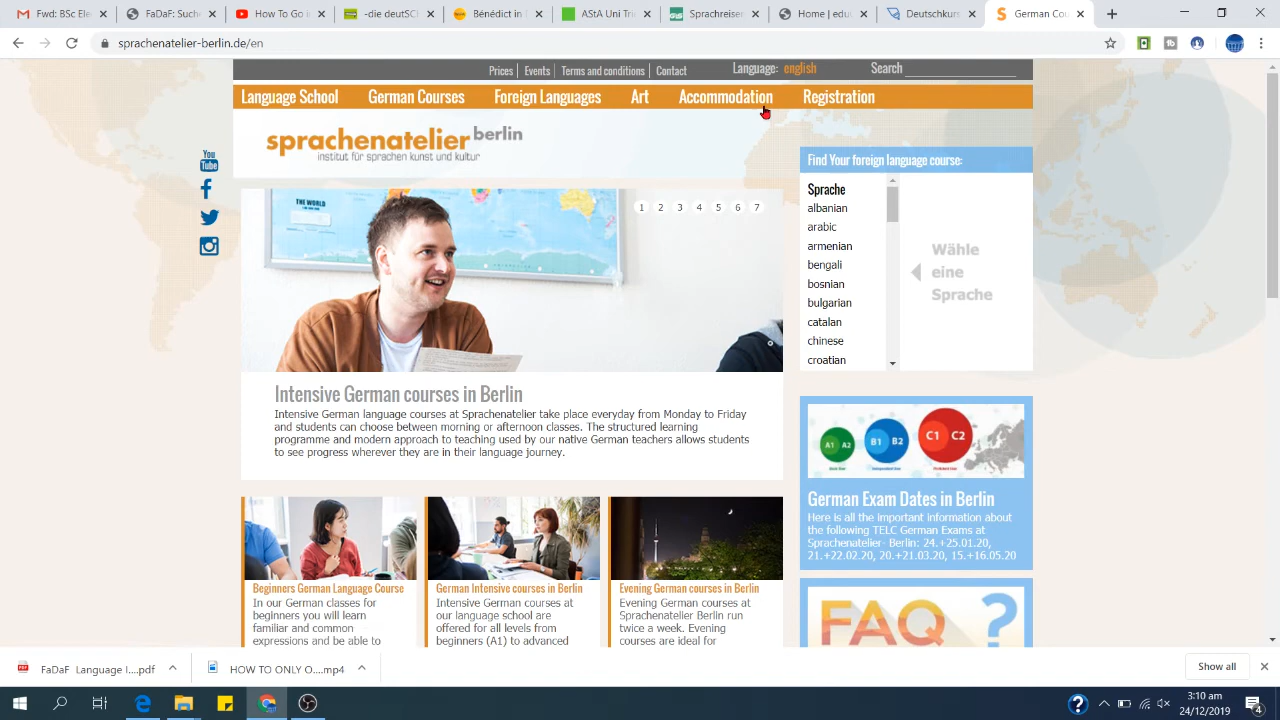 Fwd: BSc Ele
FaDaF: Such
FaDaF: Suche
-die deutSCI
Bénédict in
AStA Uni Tri
Sprachreise
Home | educ
Deutschkurs
German Cou
sprachenatelier-berlin.de/en
Prices | Events | Terms and conditions | Contact
Language: english
Search
Language School German Courses Foreign Languages Art Accommodation Registration
sprachenatelier berlin
institut für sprachen kunst und kultur
You Tube
Find Your foreign language course:
Sprache
albanian
arabic
armenian
bengali
bosnian
bulgarian
catalan
chinese
croatian
Wähle
eine
Sprache
THE WORLD
1 2 3 4 5 6 7
Intensive German courses in Berlin
Intensive German language courses at Sprachenatelier take place everyday from Monday to Friday
and students can choose between morning or afternoon classes. The structured learning
programme and modern approach to teaching used by our native German teachers allows students
to see progress wherever they are in their language journey.
A1 A2
B1 B2
C1 C2
German Exam Dates in Berlin
Here is all the important information about
the following TELC German Exams at
Sprachenatelier- Berlin: 24.+25.01.20,
21.+22.02.20, 20.+21.03.20, 15.+16.05.20
FAQ ?
Beginners German Language Course
In our German classes for
beginners you will learn
familiar and common
expressions and be able to
German Intensive courses in Berlin
Intensive German courses at
our language school are
offered for all levels from
beginners (A1) to advanced
Evening German courses in Berlin
Evening German courses at
Sprachenatelier Berlin run
twice a week. Evening
courses are ideal for
FaDaF Language I....pdf
HOW TO ONLY O....mp4
Show all
3:10 am
24/12/2019
4